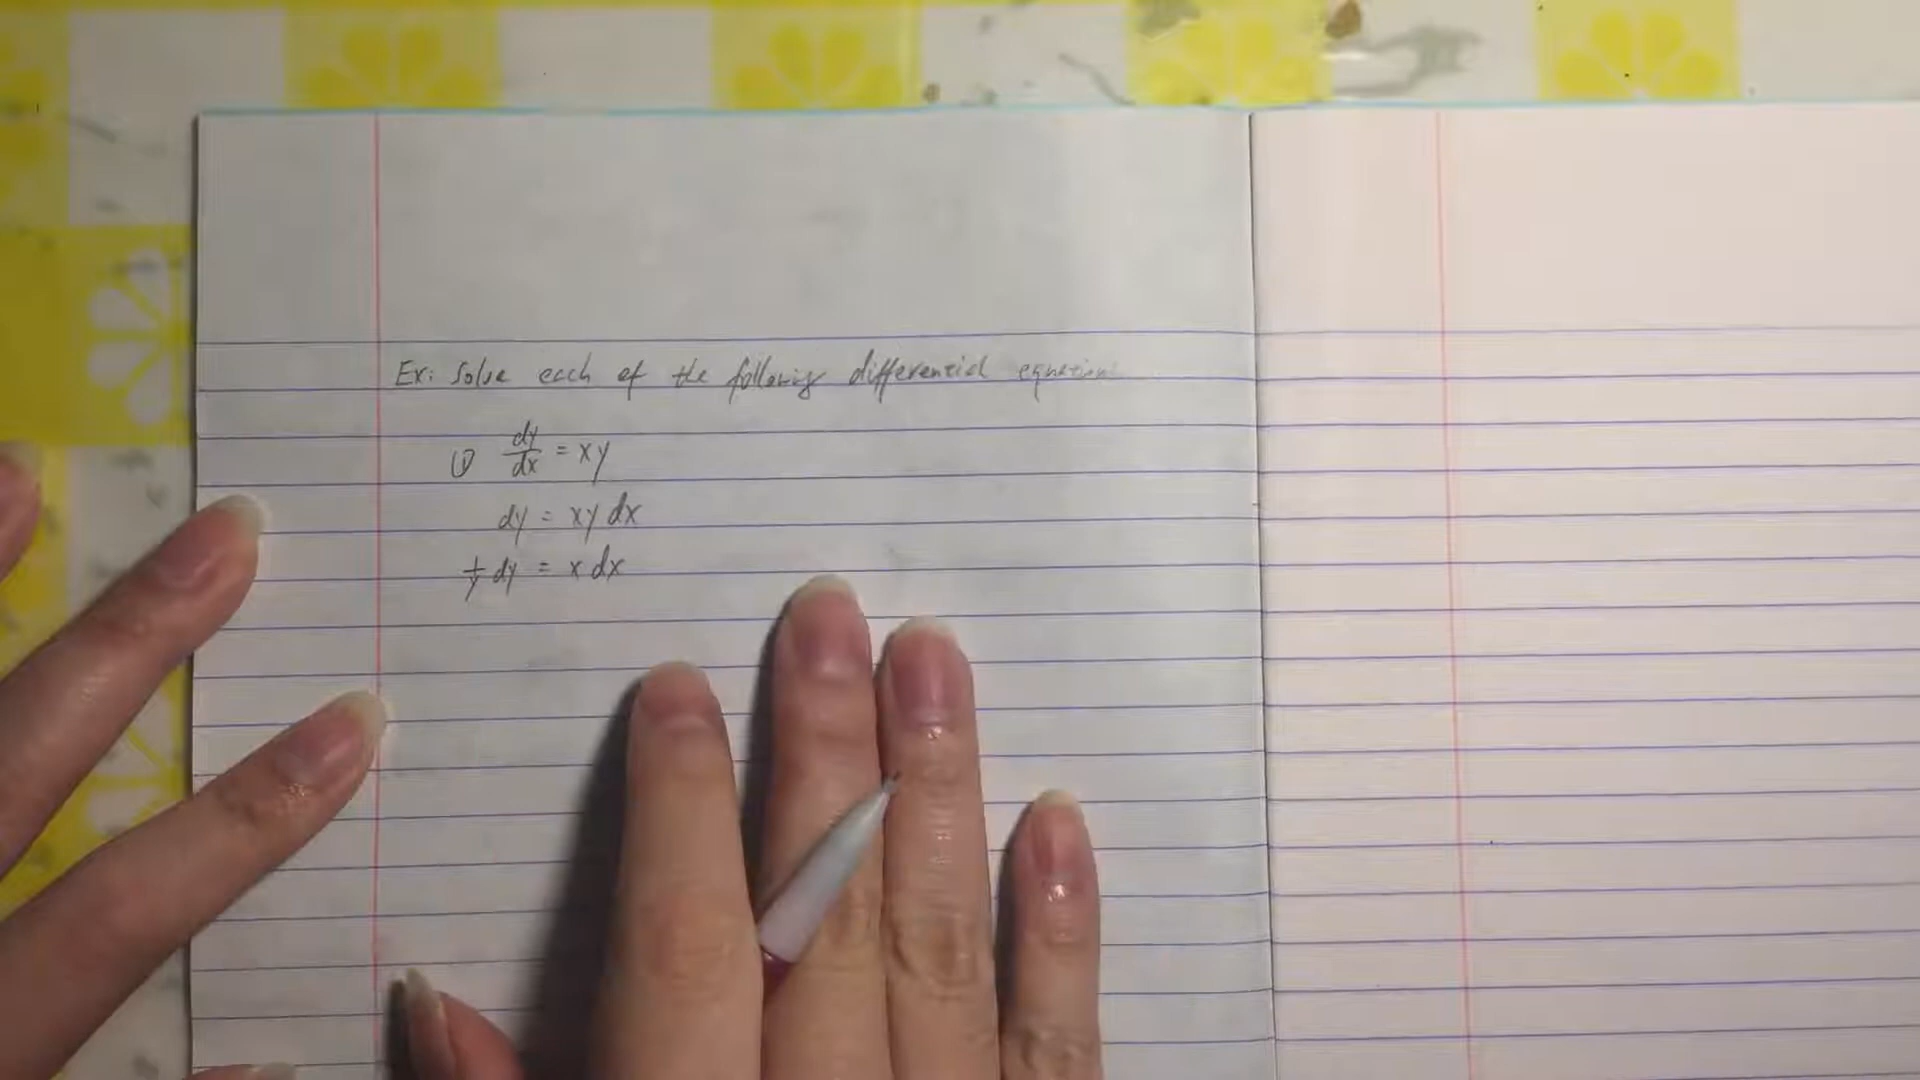 Ex: Solve each of the following differential equations
① dy/dx = xy
dy = xy dx
1/y dy = x dx